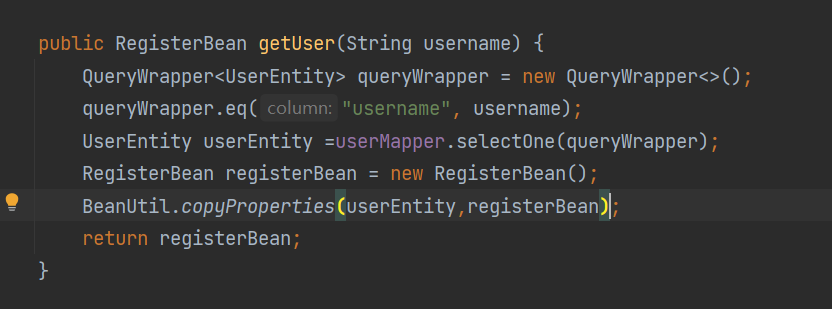 public RegisterBean getUser(String username) {
QueryWrapper<UserEntity> queryWrapper = new QueryWrapper<>();
queryWrapper.eq( column: "username", username);
UserEntity userEntity =userMapper.selectOne(queryWrapper);
RegisterBean registerBean = new RegisterBean();
BeanUtil.copyProperties(userEntity,registerBean);
return registerBean;
}